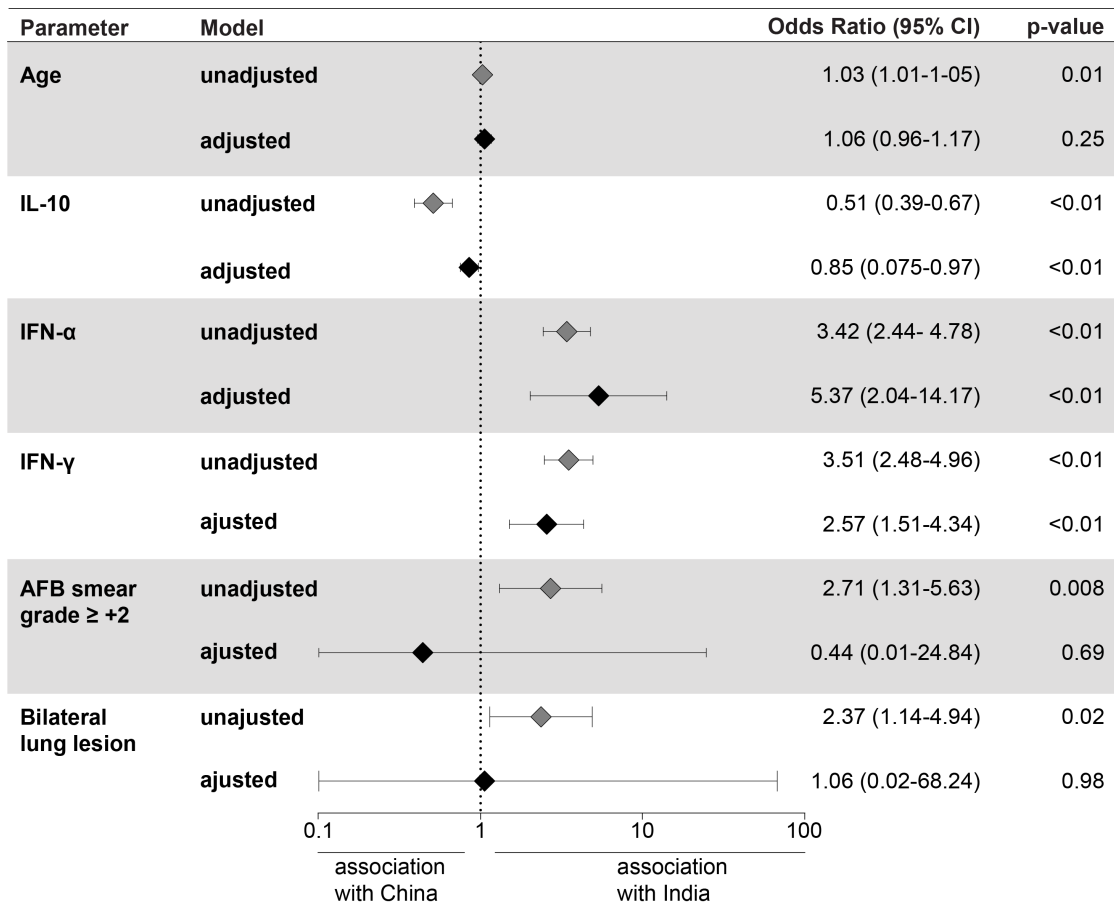 Parameter Model Odds Ratio (95% CI) p-value
Age unadjusted 1.03 (1.01-1-05) 0.01
adjusted 1.06 (0.96-1.17) 0.25
IL-10 unadjusted 0.51 (0.39-0.67) <0.01
adjusted 0.85 (0.075-0.97) <0.01
IFN-α unadjusted 3.42 (2.44- 4.78) <0.01
adjusted 5.37 (2.04-14.17) <0.01
IFN-γ unadjusted 3.51 (2.48-4.96) <0.01
ajusted 2.57 (1.51-4.34) <0.01
AFB smear unadjusted 2.71 (1.31-5.63) 0.008
grade ≥ +2
ajusted 0.44 (0.01-24.84) 0.69
Bilateral unajusted 2.37 (1.14-4.94) 0.02
lung lesion
ajusted 1.06 (0.02-68.24) 0.98
0.1 1 10 100
association association
with China with India